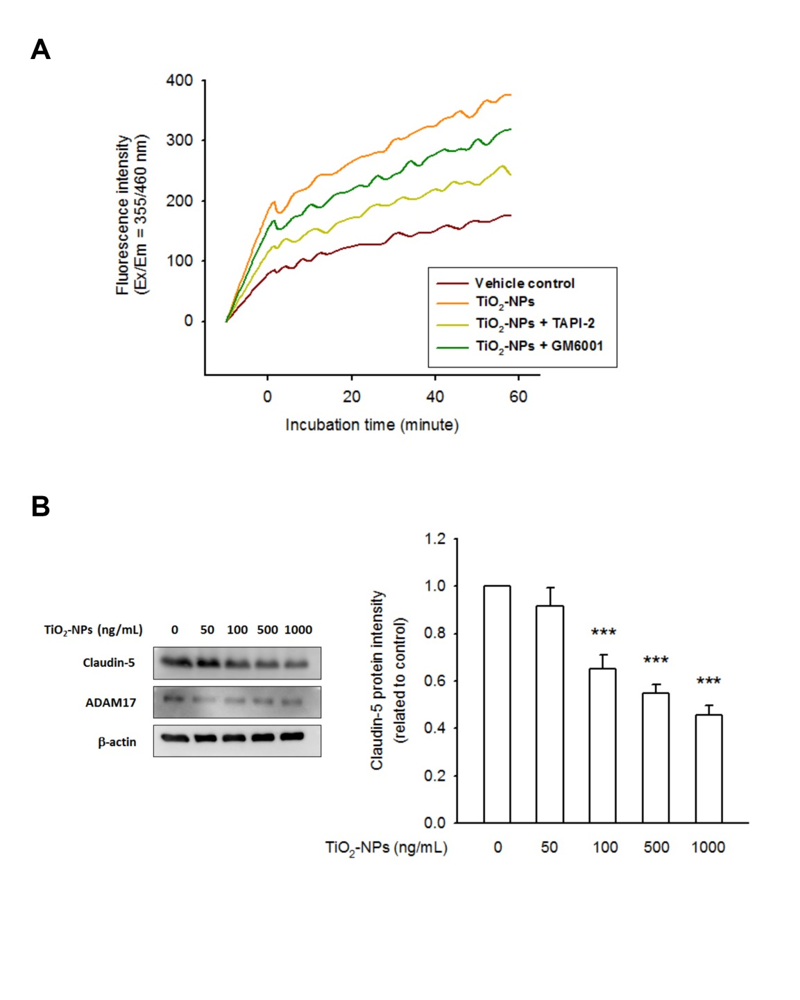 A
400
300
200
100
0
Fluorescence intensity
(Ex/Em = 355/460 nm)
0 20 40 60
Incubation time (minute)
Vehicle control
TiO₂-NPs
TiO₂-NPs + TAPI-2
TiO₂-NPs + GM6001
B
TiO₂-NPs (ng/mL) 0 50 100 500 1000
Claudin-5
ADAM17
β-actin
1.2
1.0
0.8
0.6
0.4
0.2
0.0
Claudin-5 protein intensity
(related to control)
***
***
***
TiO₂-NPs (ng/mL) 0 50 100 500 1000